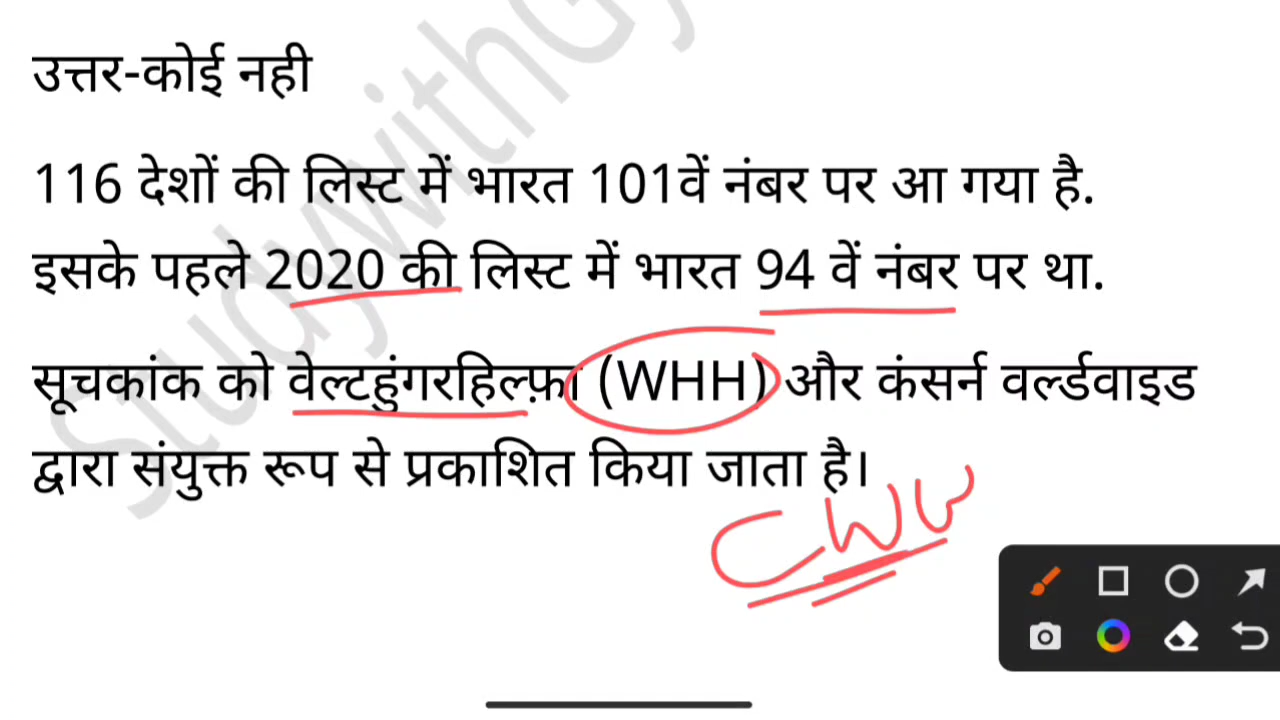 उत्तर-कोई नही
116 देशों की लिस्ट में भारत 101वें नंबर पर आ गया है.
इसके पहले 2020 की लिस्ट में भारत 94 वें नंबर पर था.
सूचकांक को वेल्टहुंगरहिल्फ़ा (WHH) और कंसर्न वर्ल्डवाइड
द्वारा संयुक्त रूप से प्रकाशित किया जाता है।
CWW